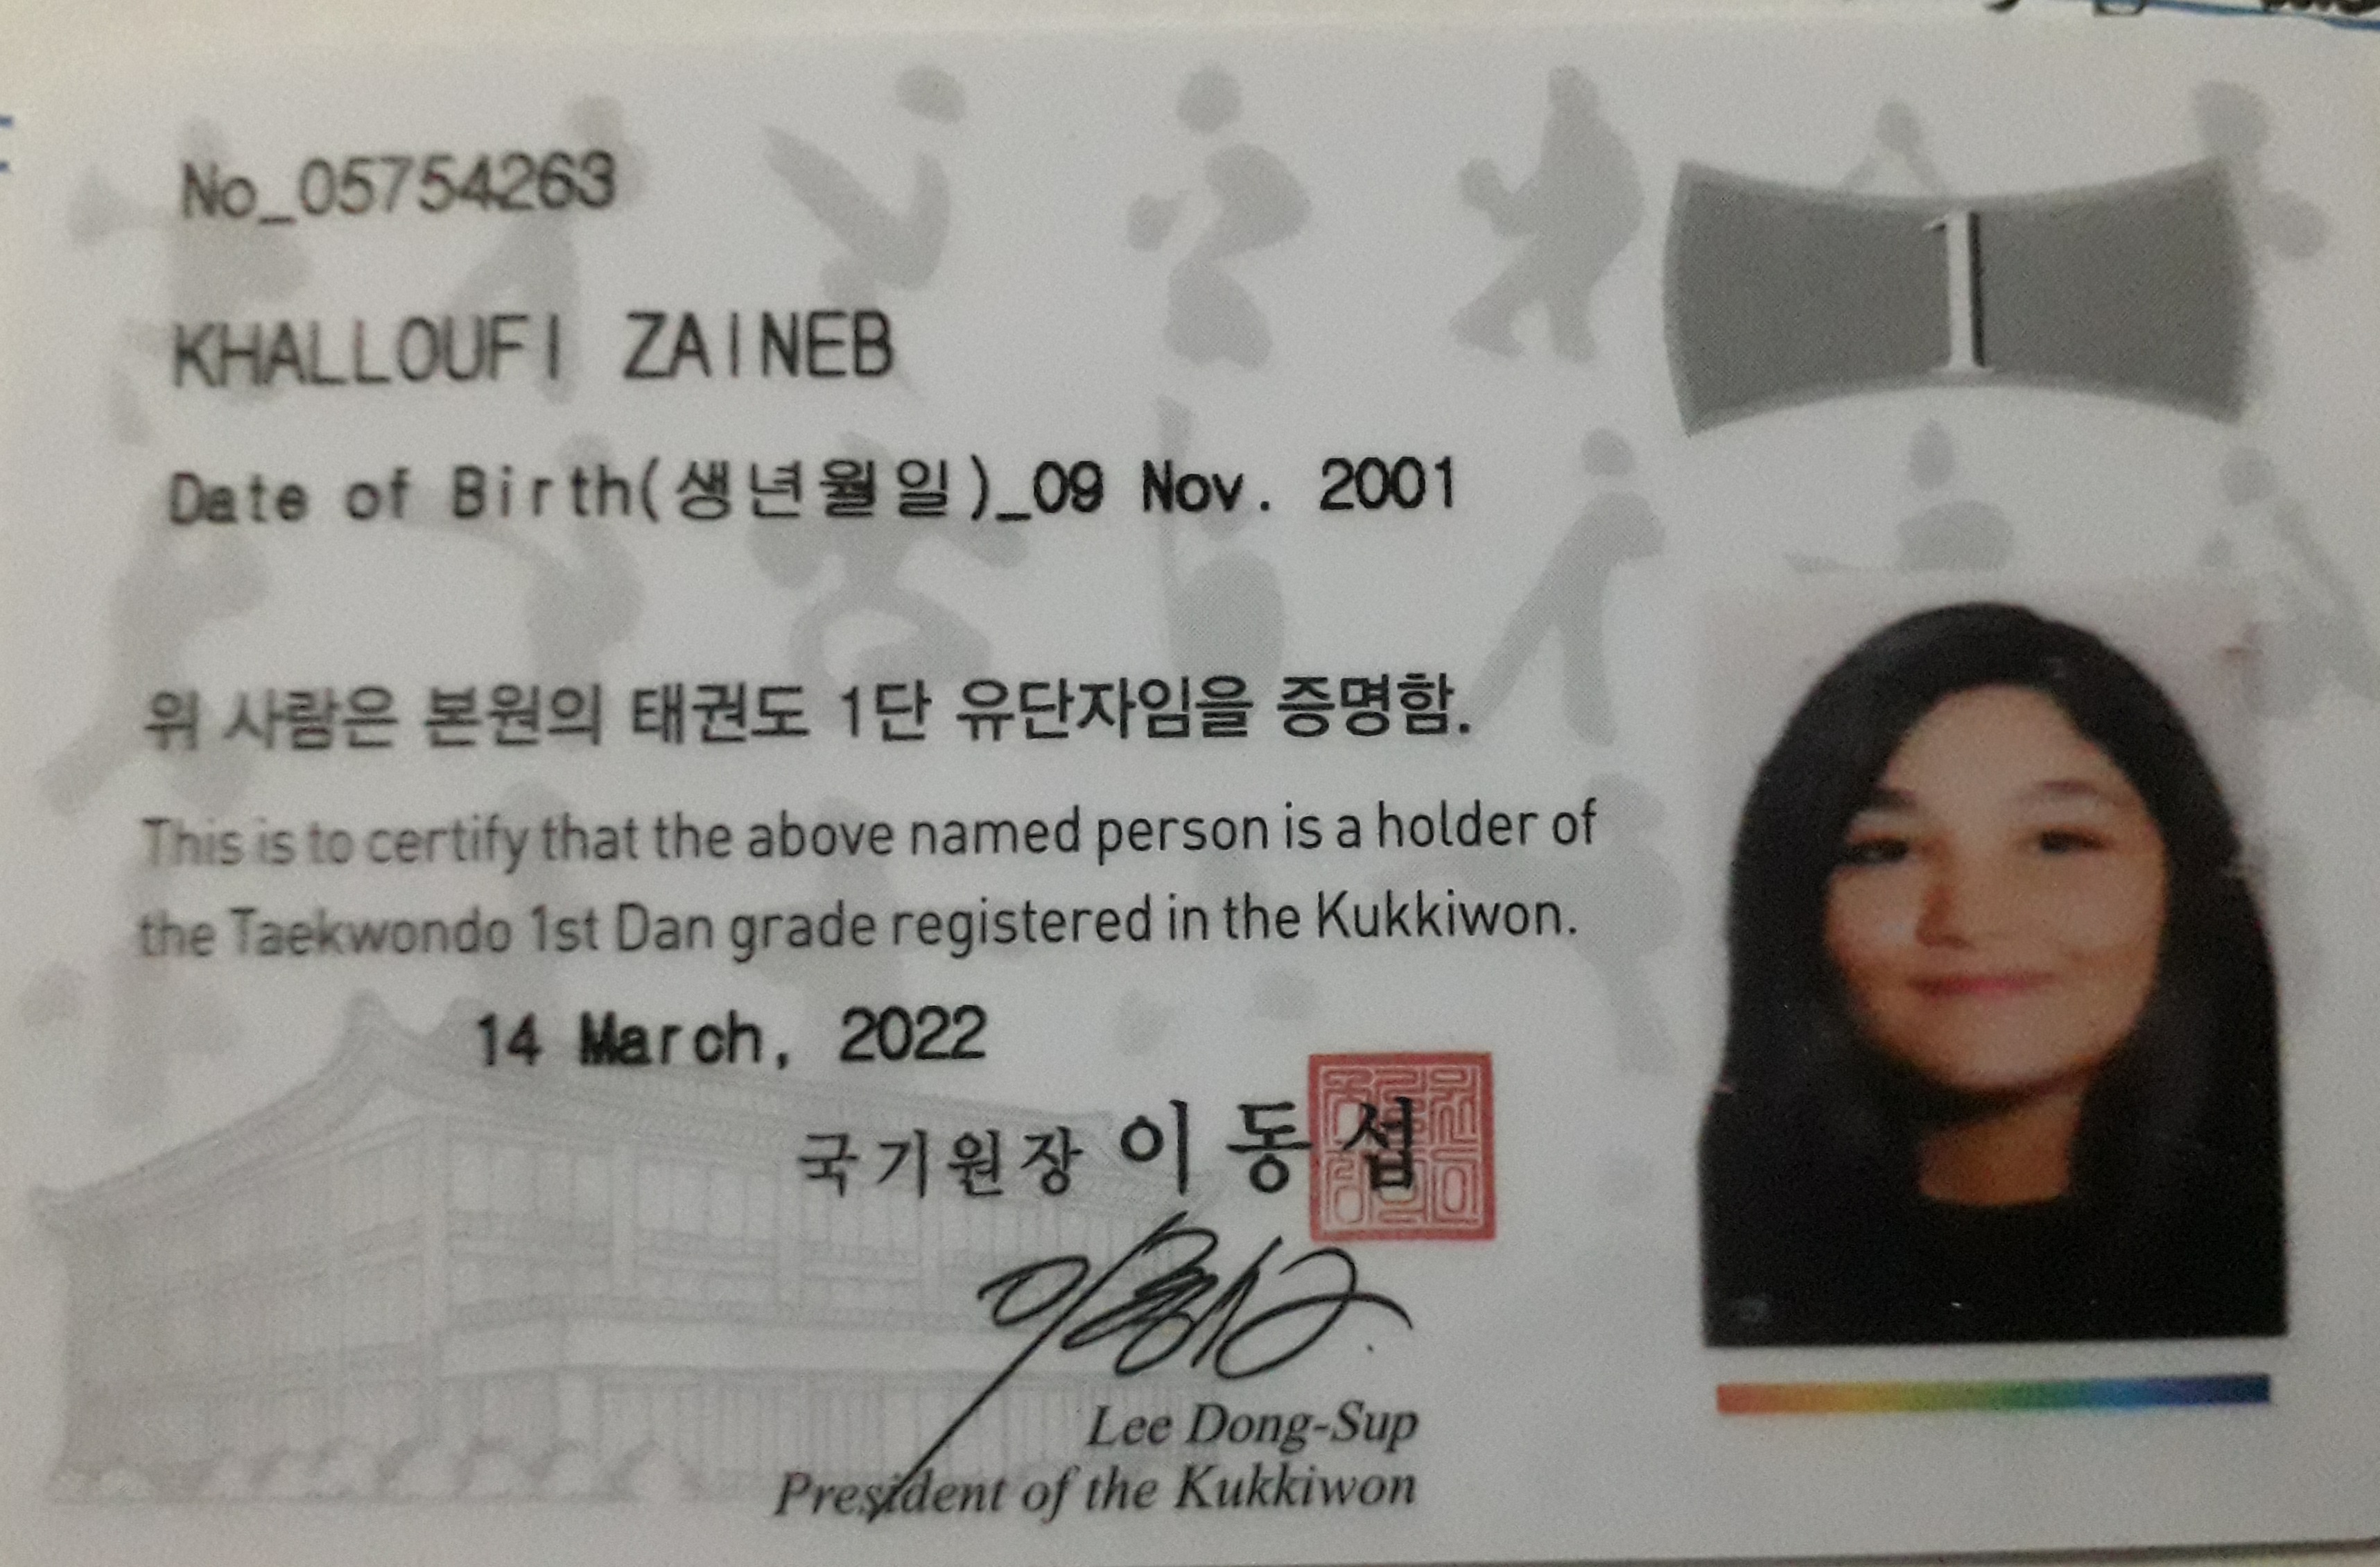 No_05754263
1
KHALLOUFI ZAINEB
Date of Birth(생년월일)_09 Nov. 2001
위 사람은 본원의 태권도 1단 유단자임을 증명함.
This is to certify that the above named person is a holder of
the Taekwondo 1st Dan grade registered in the Kukkiwon.
14 March, 2022
국기원장 이동섭
Lee Dong-Sup
President of the Kukkiwon